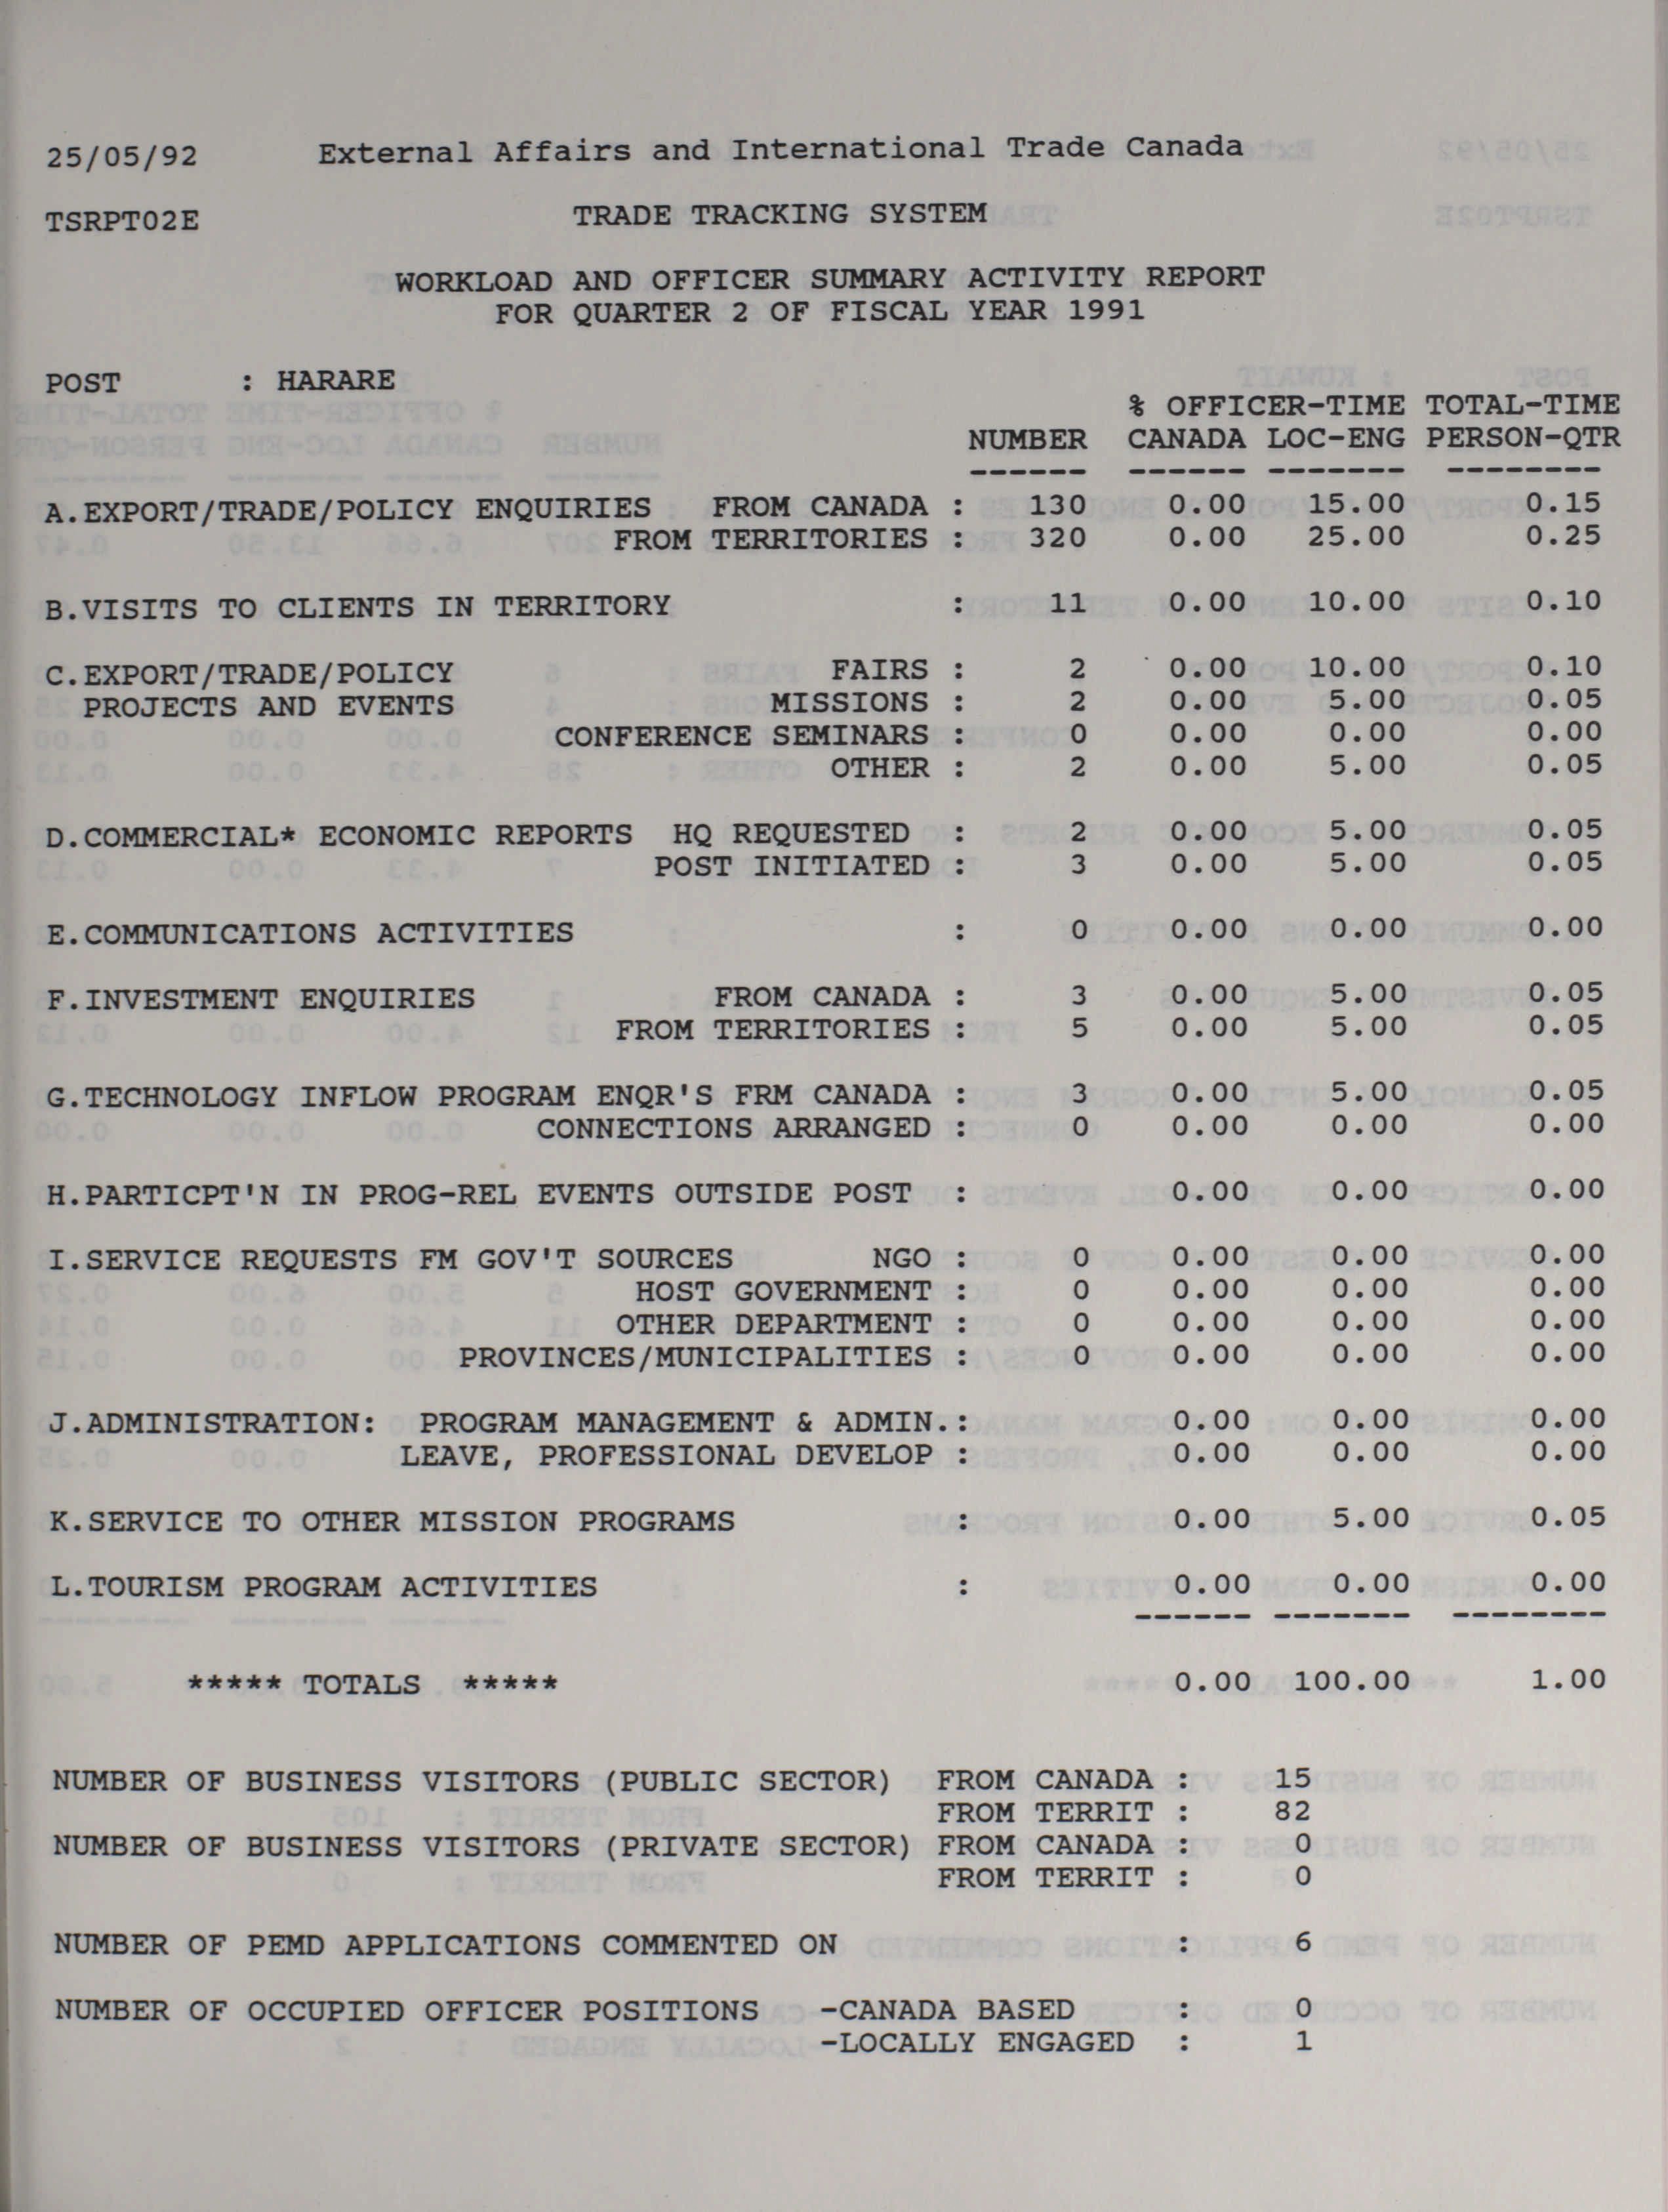 25/05/92 External Affairs and International Trade Canada
TSRPT02E TRADE TRACKING SYSTEM
WORKLOAD AND OFFICER SUMMARY ACTIVITY REPORT
FOR QUARTER 2 OF FISCAL YEAR 1991
POST : HARARE
% OFFICER-TIME TOTAL-TIME
NUMBER CANADA LOC-ENG PERSON-QTR
------ ------ ------- --------
A.EXPORT/TRADE/POLICY ENQUIRIES FROM CANADA : 130 0.00 15.00 0.15
FROM TERRITORIES : 320 0.00 25.00 0.25
B.VISITS TO CLIENTS IN TERRITORY : 11 0.00 10.00 0.10
C.EXPORT/TRADE/POLICY FAIRS : 2 0.00 10.00 0.10
PROJECTS AND EVENTS MISSIONS : 2 0.00 5.00 0.05
CONFERENCE SEMINARS : 0 0.00 0.00 0.00
OTHER : 2 0.00 5.00 0.05
D.COMMERCIAL* ECONOMIC REPORTS HQ REQUESTED : 2 0.00 5.00 0.05
POST INITIATED : 3 0.00 5.00 0.05
E.COMMUNICATIONS ACTIVITIES : 0 0.00 0.00 0.00
F.INVESTMENT ENQUIRIES FROM CANADA : 3 0.00 5.00 0.05
FROM TERRITORIES : 5 0.00 5.00 0.05
G.TECHNOLOGY INFLOW PROGRAM ENQR'S FRM CANADA : 3 0.00 5.00 0.05
CONNECTIONS ARRANGED : 0 0.00 0.00 0.00
H.PARTICPT'N IN PROG-REL EVENTS OUTSIDE POST : 0.00 0.00 0.00
I.SERVICE REQUESTS FM GOV'T SOURCES NGO : 0 0.00 0.00 0.00
HOST GOVERNMENT : 0 0.00 0.00 0.00
OTHER DEPARTMENT : 0 0.00 0.00 0.00
PROVINCES/MUNICIPALITIES : 0 0.00 0.00 0.00
J.ADMINISTRATION: PROGRAM MANAGEMENT & ADMIN.: 0.00 0.00 0.00
LEAVE, PROFESSIONAL DEVELOP : 0.00 0.00 0.00
K.SERVICE TO OTHER MISSION PROGRAMS : 0.00 5.00 0.05
L.TOURISM PROGRAM ACTIVITIES : 0.00 0.00 0.00
------ ------- --------
***** TOTALS ***** 0.00 100.00 1.00
NUMBER OF BUSINESS VISITORS (PUBLIC SECTOR) FROM CANADA : 15
FROM TERRIT : 82
NUMBER OF BUSINESS VISITORS (PRIVATE SECTOR) FROM CANADA : 0
FROM TERRIT : 0
NUMBER OF PEMD APPLICATIONS COMMENTED ON : 6
NUMBER OF OCCUPIED OFFICER POSITIONS -CANADA BASED : 0
-LOCALLY ENGAGED : 1